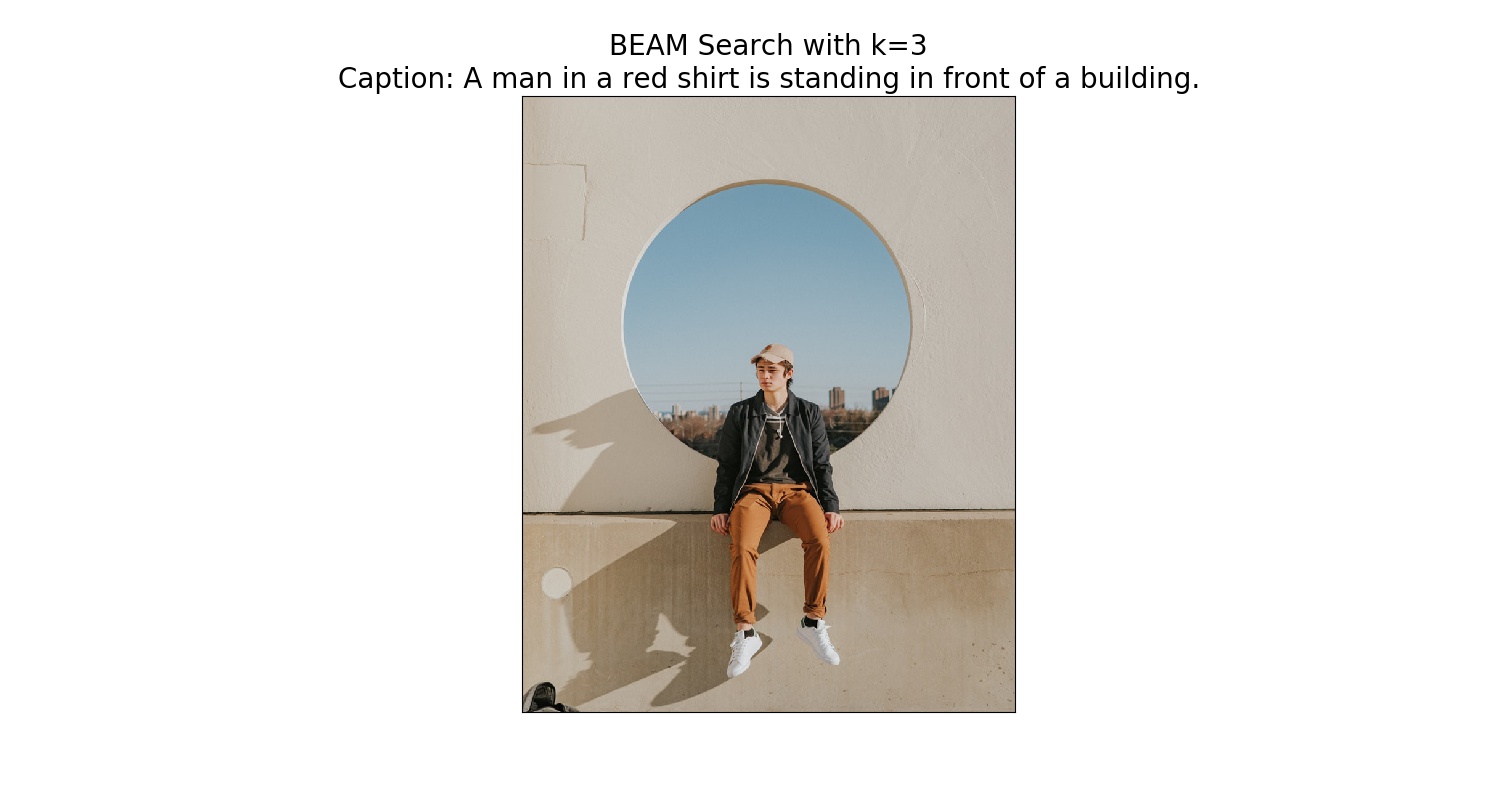 BEAM Search with k=3
Caption: A man in a red shirt is standing in front of a building.